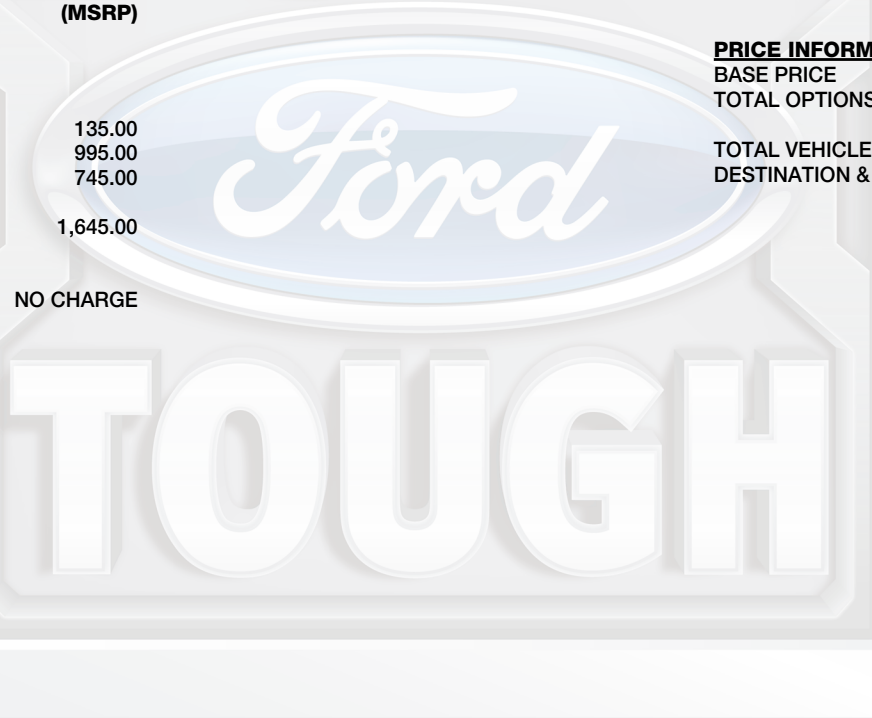 (MSRP)
135.00
995.00
745.00
1,645.00
NO CHARGE
PRICE INFORM
BASE PRICE
TOTAL OPTIONS
TOTAL VEHICLE
DESTINATION &
Ford
TOUGH